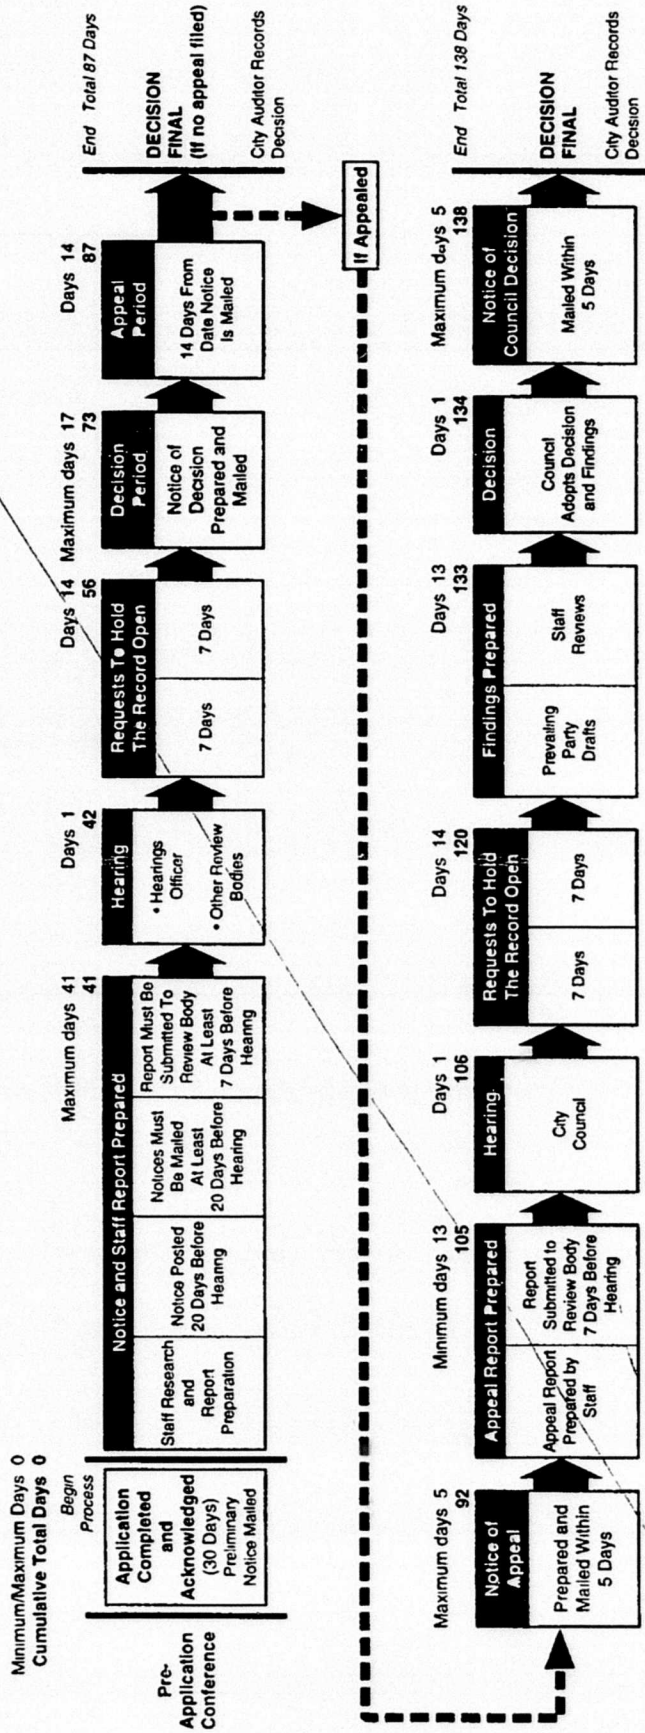 Minimum/Maximum Days 0
Cumulative Total Days 0
Pre-
Application
Conference
Begin
Process
Application
Completed
and
Acknowledged
(30 Days)
Preliminary
Notice Mailed
Maximum days 41
41
Notice and Staff Report Prepared
Staff Research
and
Report
Preparation
Notice Posted
20 Days Before
Hearing
Notices Must
Be Mailed
At Least
20 Days Before
Hearing
Report Must Be
Submitted To
Review Body
At Least
7 Days Before
Hearing
Days 1
42
Hearing
• Hearings
Officer
• Other Review
Bodies
Days 14
56
Requests To Hold
The Record Open
7 Days
7 Days
Maximum days 17
73
Decision
Period
Notice of
Decision
Prepared and
Mailed
Days 14
87
Appeal
Period
14 Days From
Date Notice
Is Mailed
End Total 87 Days
DECISION
FINAL
(If no appeal filed)
City Auditor Records
Decision
If Appealed
Maximum days 5
92
Notice of
Appeal
Prepared and
Mailed Within
5 Days
Minimum days 13
105
Appeal Report Prepared
Appeal Report
Prepared by
Staff
Report
Submitted to
Review Body
7 Days Before
Hearing
Days 1
106
Hearing
City
Council
Days 14
120
Requests To Hold
The Record Open
7 Days
7 Days
Days 13
133
Findings Prepared
Prevailing
Party
Drafts
Staff
Reviews
Days 1
134
Decision
Council
Adopts Decision
and Findings
Maximum days 5
138
Notice of
Council Decision
Mailed Within
5 Days
End Total 138 Days
DECISION
FINAL
City Auditor Records
Decision